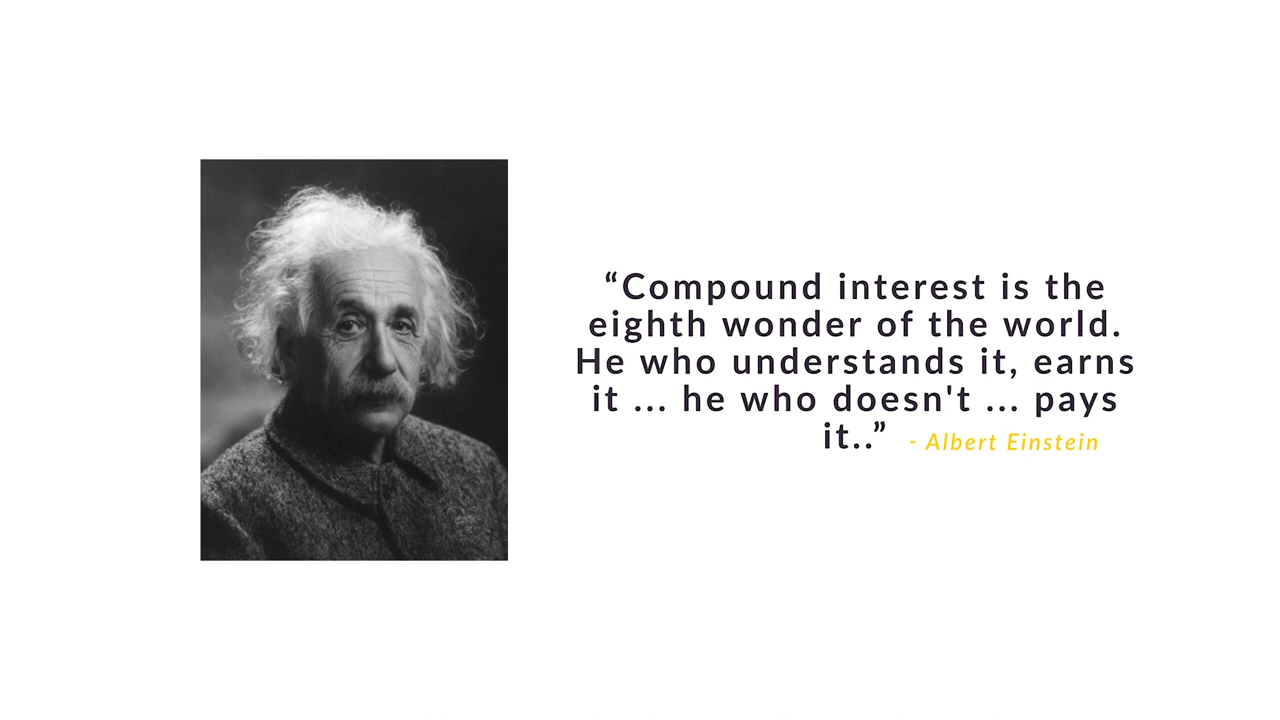 “Compound interest is the
eighth wonder of the world.
He who understands it, earns
it ... he who doesn't ... pays
it..” - Albert Einstein